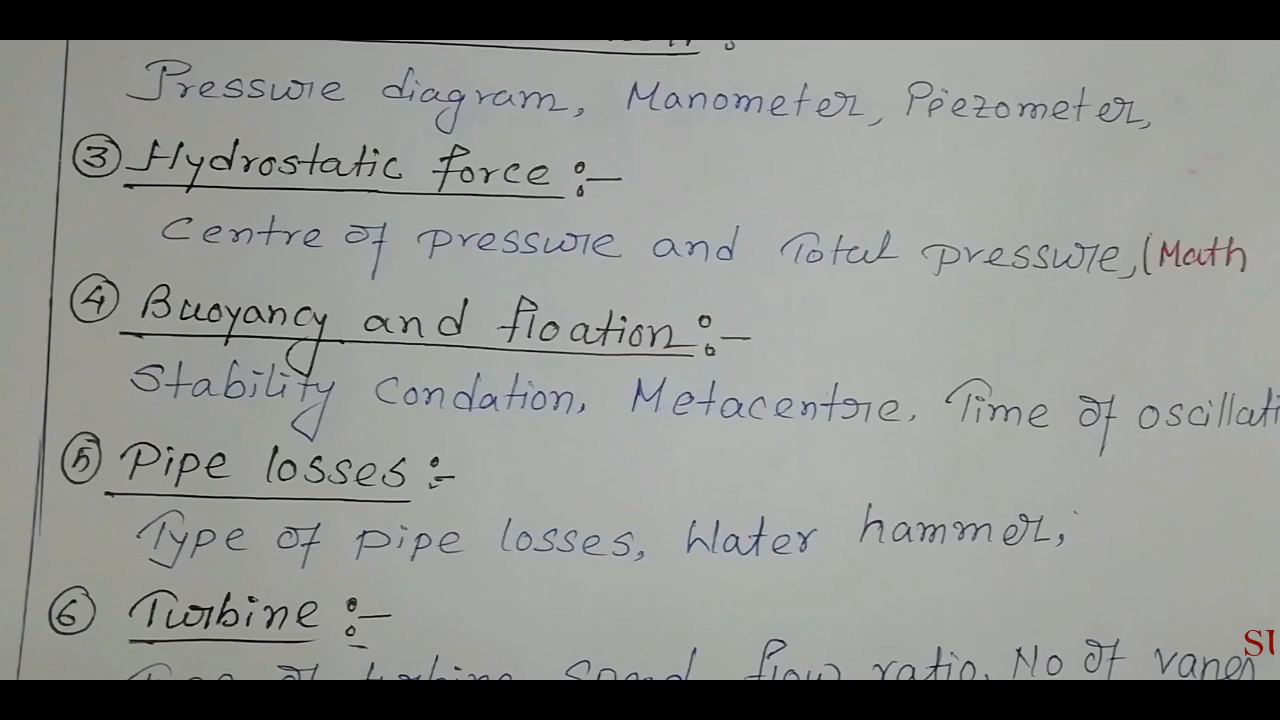 Pressure diagram, Manometer, Piezometer,
③ Hydrostatic force :-
Centre of pressure and Total pressure, (Math
④ Buoyancy and floation :-
Stability Condation, Metacentre, Time of oscillati
⑤ Pipe losses :-
Type of pipe losses, Water hammer,
⑥ Turbine :-
flow ratio, No of vanes
SU